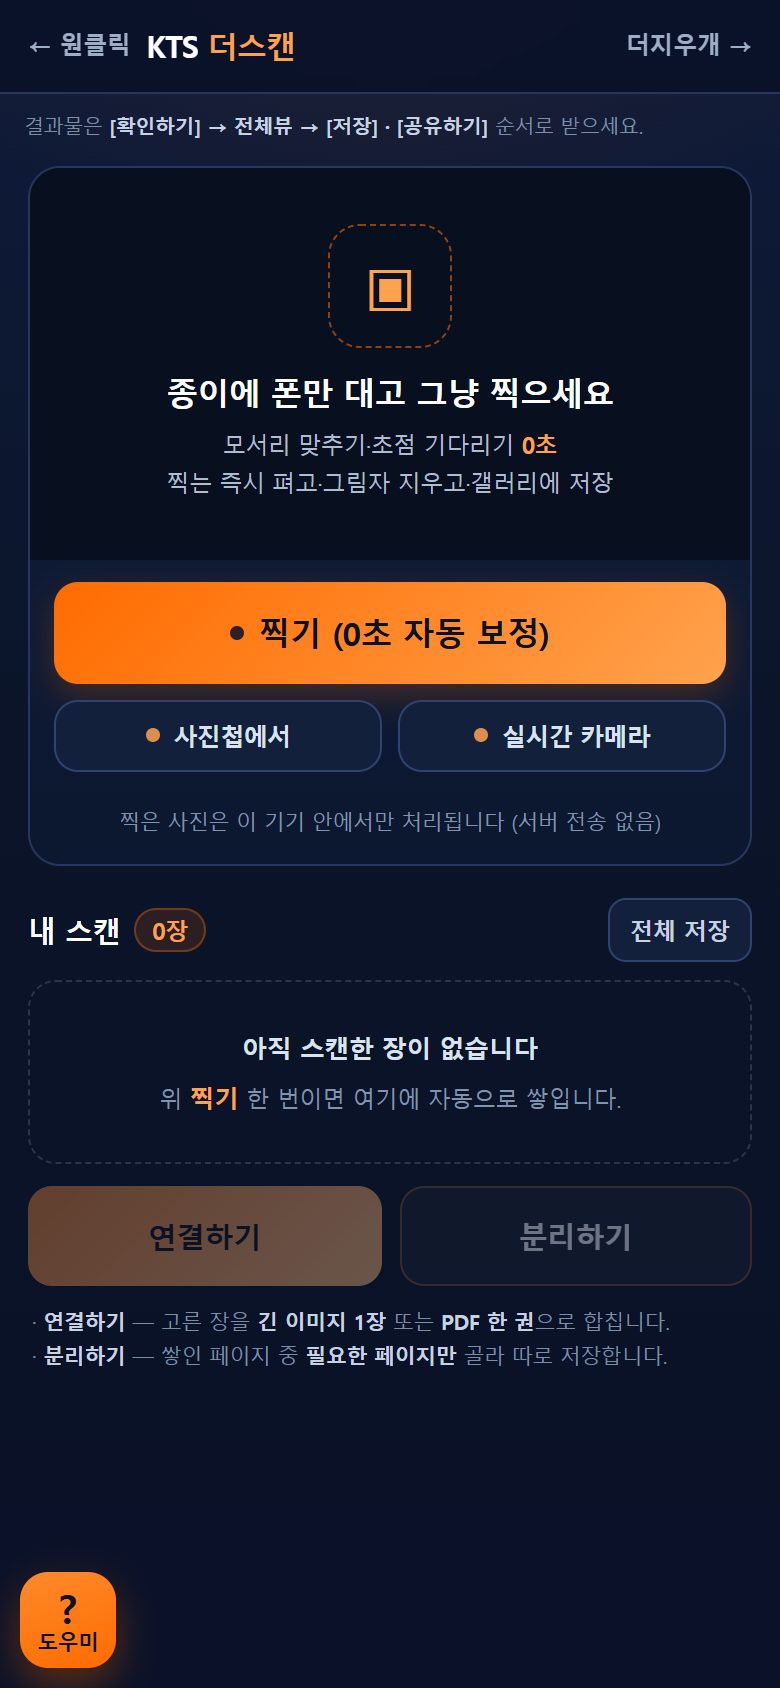 ← 원클릭 KTS 더스캔 더지우개 →
결과물은 [확인하기] → 전체뷰 → [저장] · [공유하기] 순서로 받으세요.
종이에 폰만 대고 그냥 찍으세요
모서리 맞추기·초점 기다리기 0초
찍는 즉시 펴고·그림자 지우고·갤러리에 저장
찍기 (0초 자동 보정)
사진첩에서 실시간 카메라
찍은 사진은 이 기기 안에서만 처리됩니다 (서버 전송 없음)
내 스캔 0장 전체 저장
아직 스캔한 장이 없습니다
위 찍기 한 번이면 여기에 자동으로 쌓입니다.
연결하기 분리하기
· 연결하기 — 고른 장을 긴 이미지 1장 또는 PDF 한 권으로 합칩니다.
· 분리하기 — 쌓인 페이지 중 필요한 페이지만 골라 따로 저장합니다.
?
도우미